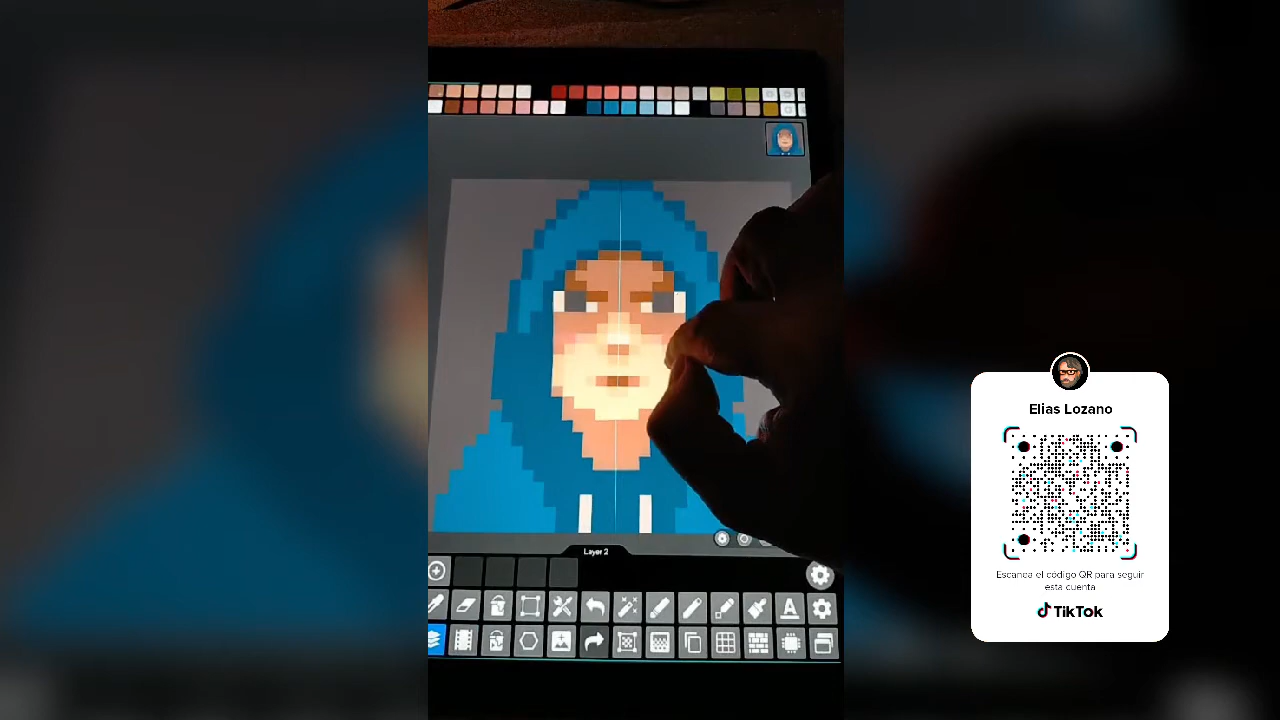 Layer 2
A
Elias Lozano
Escanea el código QR para seguir
esta cuenta
TikTok